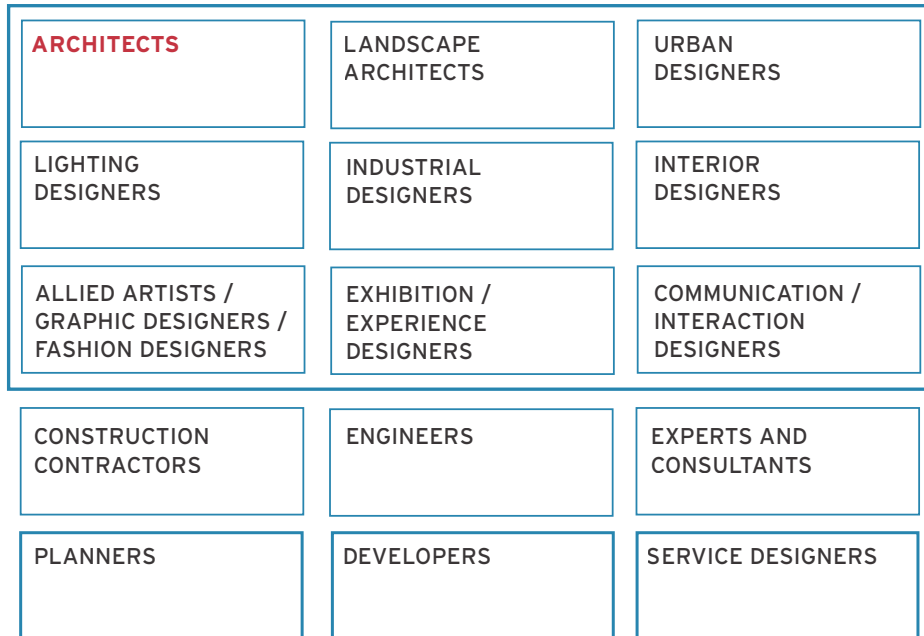 ARCHITECTS
LANDSCAPE
ARCHITECTS
URBAN
DESIGNERS
LIGHTING
DESIGNERS
INDUSTRIAL
DESIGNERS
INTERIOR
DESIGNERS
ALLIED ARTISTS /
GRAPHIC DESIGNERS /
FASHION DESIGNERS
EXHIBITION /
EXPERIENCE
DESIGNERS
COMMUNICATION /
INTERACTION
DESIGNERS
CONSTRUCTION
CONTRACTORS
ENGINEERS
EXPERTS AND
CONSULTANTS
PLANNERS
DEVELOPERS
SERVICE DESIGNERS